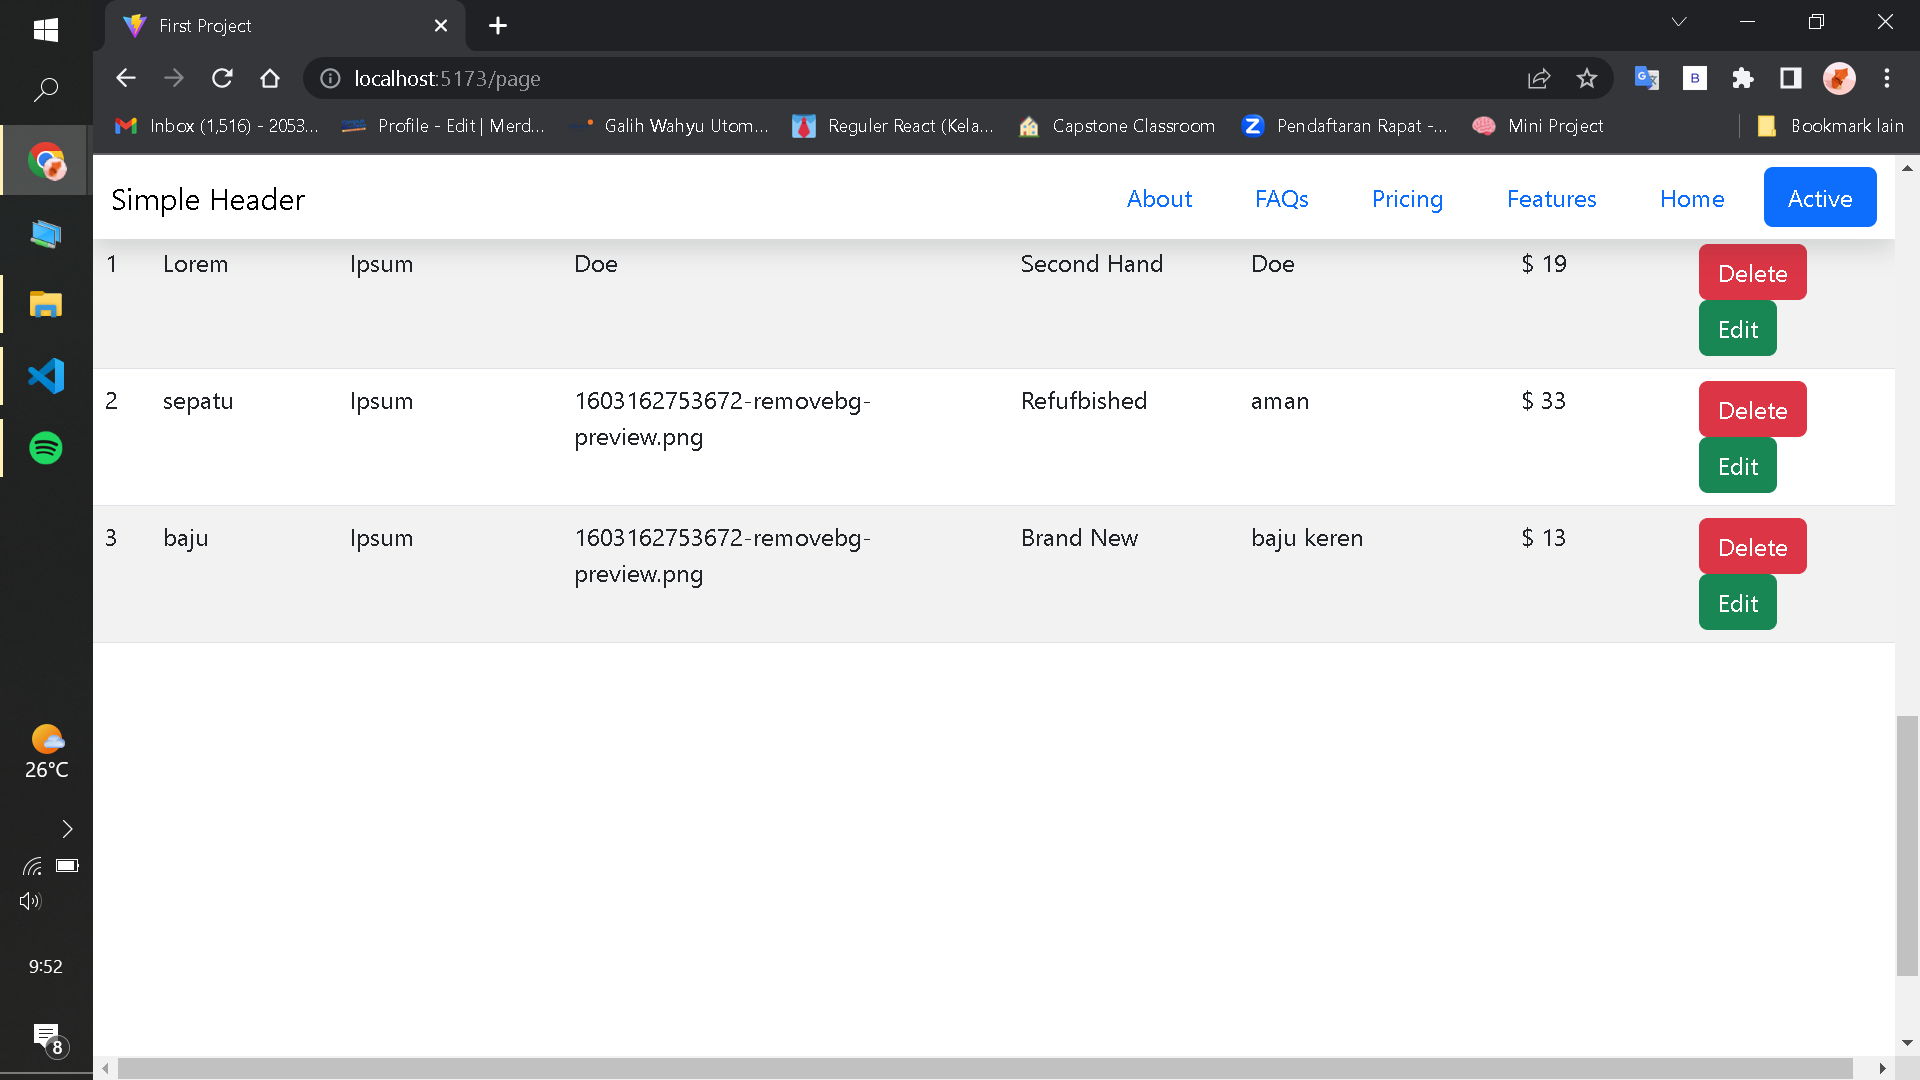 First Project
localhost:5173/page
Inbox (1,516) - 2053... Profile - Edit | Merd... Galih Wahyu Utom... Reguler React (Kela... Capstone Classroom Pendaftaran Rapat -... Mini Project Bookmark lain
Simple Header About FAQs Pricing Features Home Active
1 Lorem Ipsum Doe Second Hand Doe $ 19 Delete
Edit
2 sepatu Ipsum 1603162753672-removebg- Refufbished aman $ 33 Delete
preview.png
Edit
3 baju Ipsum 1603162753672-removebg- Brand New baju keren $ 13 Delete
preview.png
Edit
26°C
9:52
8